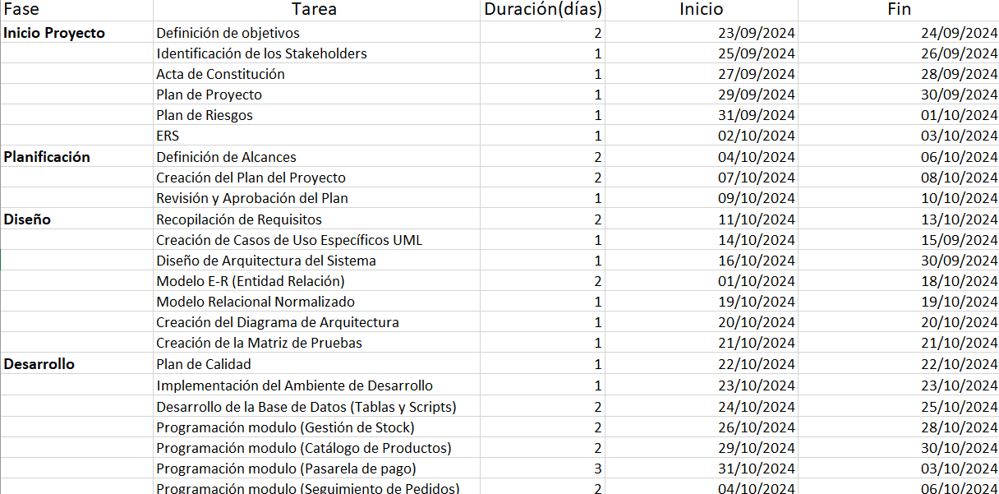 Fase Tarea Duración(días) Inicio Fin
Inicio Proyecto Definición de objetivos 2 23/09/2024 24/09/2024
Identificación de los Stakeholders 1 25/09/2024 26/09/2024
Acta de Constitución 1 27/09/2024 28/09/2024
Plan de Proyecto 1 29/09/2024 30/09/2024
Plan de Riesgos 1 31/09/2024 01/10/2024
ERS 1 02/10/2024 03/10/2024
Planificación Definición de Alcances 2 04/10/2024 06/10/2024
Creación del Plan del Proyecto 2 07/10/2024 08/10/2024
Revisión y Aprobación del Plan 1 09/10/2024 10/10/2024
Diseño Recopilación de Requisitos 2 11/10/2024 13/10/2024
Creación de Casos de Uso Específicos UML 1 14/10/2024 15/09/2024
Diseño de Arquitectura del Sistema 1 16/10/2024 30/09/2024
Modelo E-R (Entidad Relación) 2 01/10/2024 18/10/2024
Modelo Relacional Normalizado 1 19/10/2024 19/10/2024
Creación del Diagrama de Arquitectura 1 20/10/2024 20/10/2024
Creación de la Matriz de Pruebas 1 21/10/2024 21/10/2024
Desarrollo Plan de Calidad 1 22/10/2024 22/10/2024
Implementación del Ambiente de Desarrollo 1 23/10/2024 23/10/2024
Desarrollo de la Base de Datos (Tablas y Scripts) 2 24/10/2024 25/10/2024
Programación modulo (Gestión de Stock) 2 26/10/2024 28/10/2024
Programación modulo (Catálogo de Productos) 2 29/10/2024 30/10/2024
Programación modulo (Pasarela de pago) 3 31/10/2024 03/10/2024
Programación modulo (Seguimiento de Pedidos) 2 04/10/2024 06/10/2024